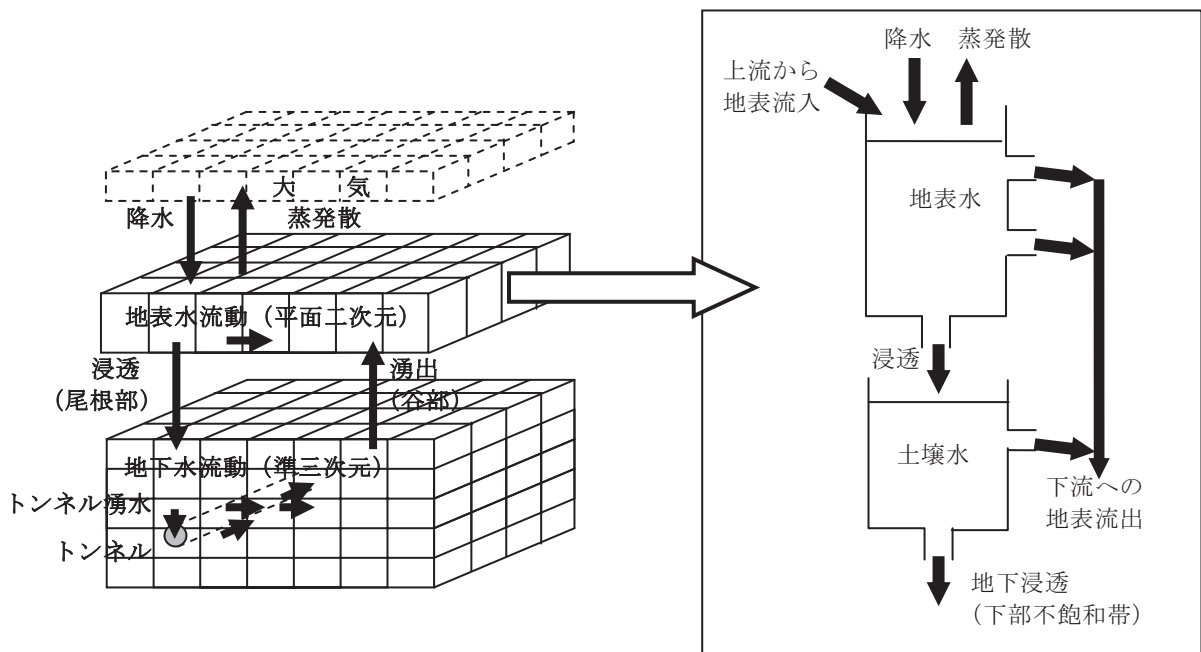 大 気
降水
蒸発散
地表水流動（平面二次元）
浸透
（尾根部）
湧出
（谷部）
地下水流動（準三次元）
トンネル湧水
トンネル
降水
蒸発散
上流から
地表流入
地表水
浸透
土壌水
下流への
地表流出
地下浸透
（下部不飽和帯）